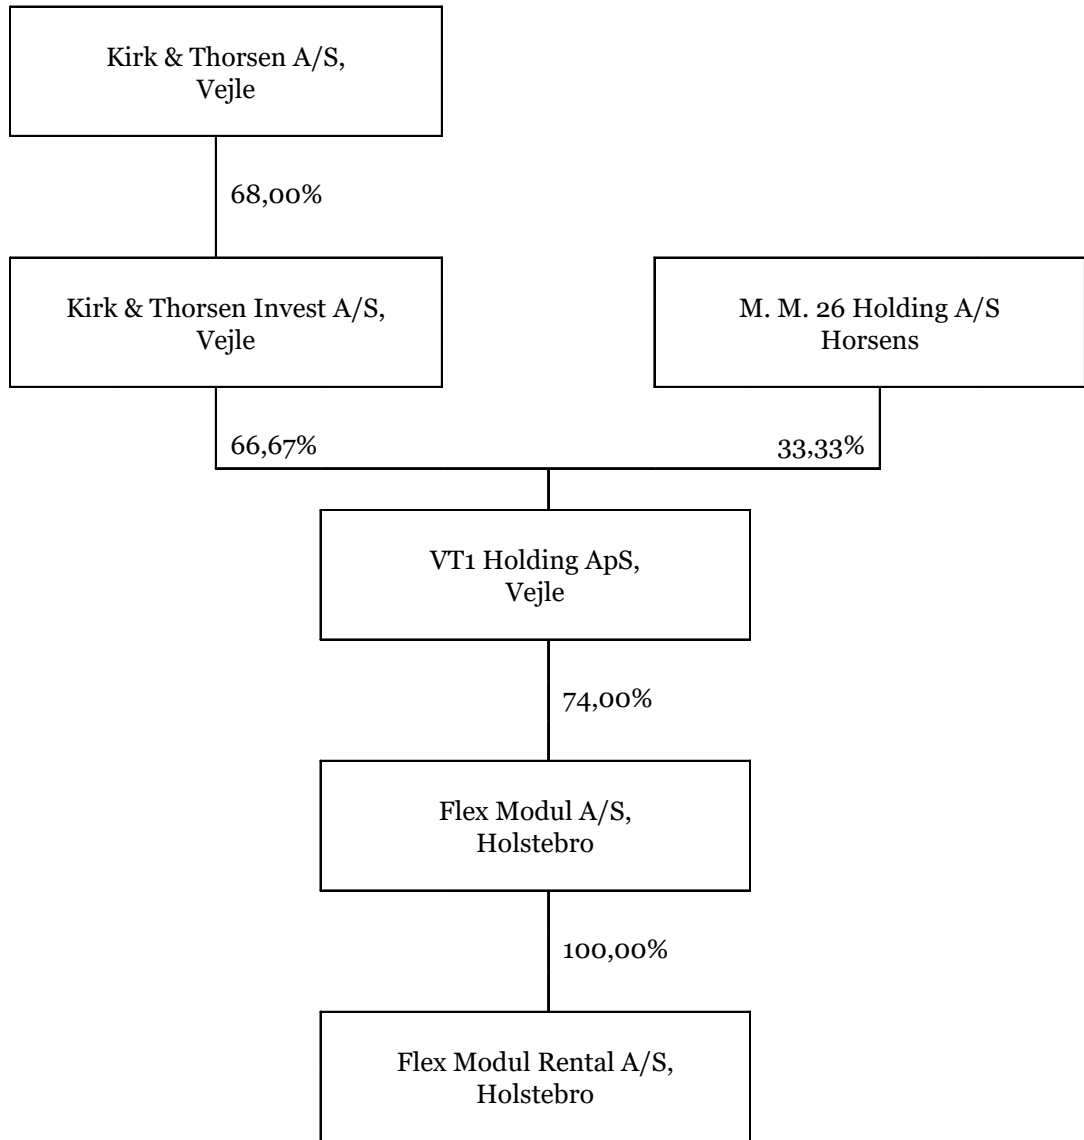 Kirk & Thorsen A/S,
Vejle
68,00%
Kirk & Thorsen Invest A/S,
Vejle
M. M. 26 Holding A/S
Horsens
66,67%
33,33%
VT1 Holding ApS,
Vejle
74,00%
Flex Modul A/S,
Holstebro
100,00%
Flex Modul Rental A/S,
Holstebro